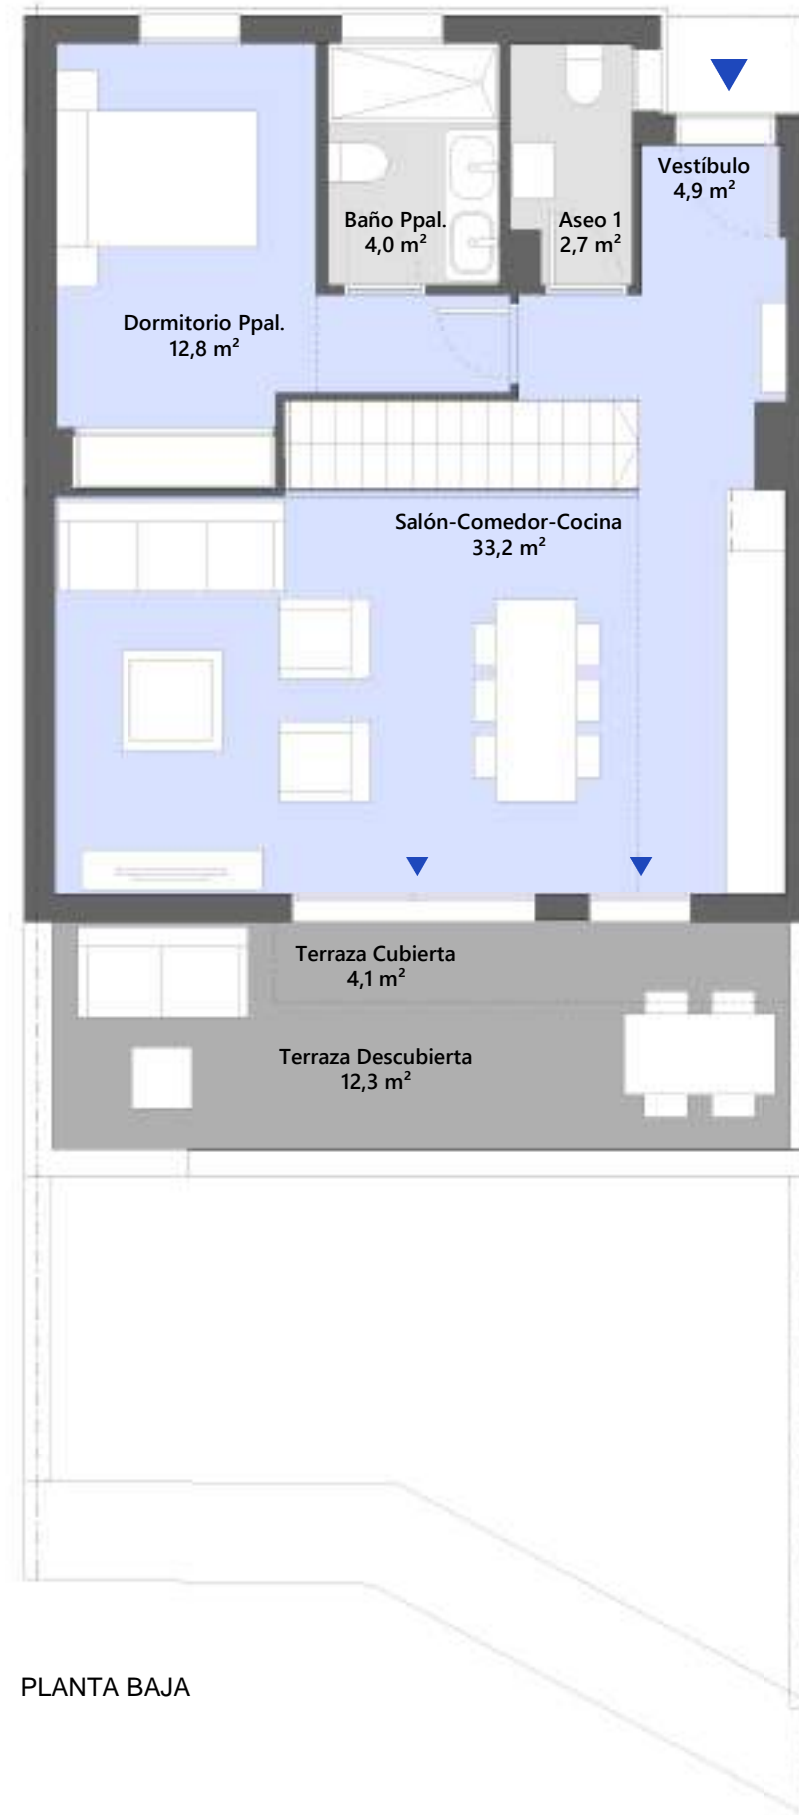 Vestíbulo
4,9 m²
Baño Ppal.
4,0 m²
Aseo 1
2,7 m²
Dormitorio Ppal.
12,8 m²
Salón-Comedor-Cocina
33,2 m²
Terraza Cubierta
4,1 m²
Terraza Descubierta
12,3 m²
PLANTA BAJA